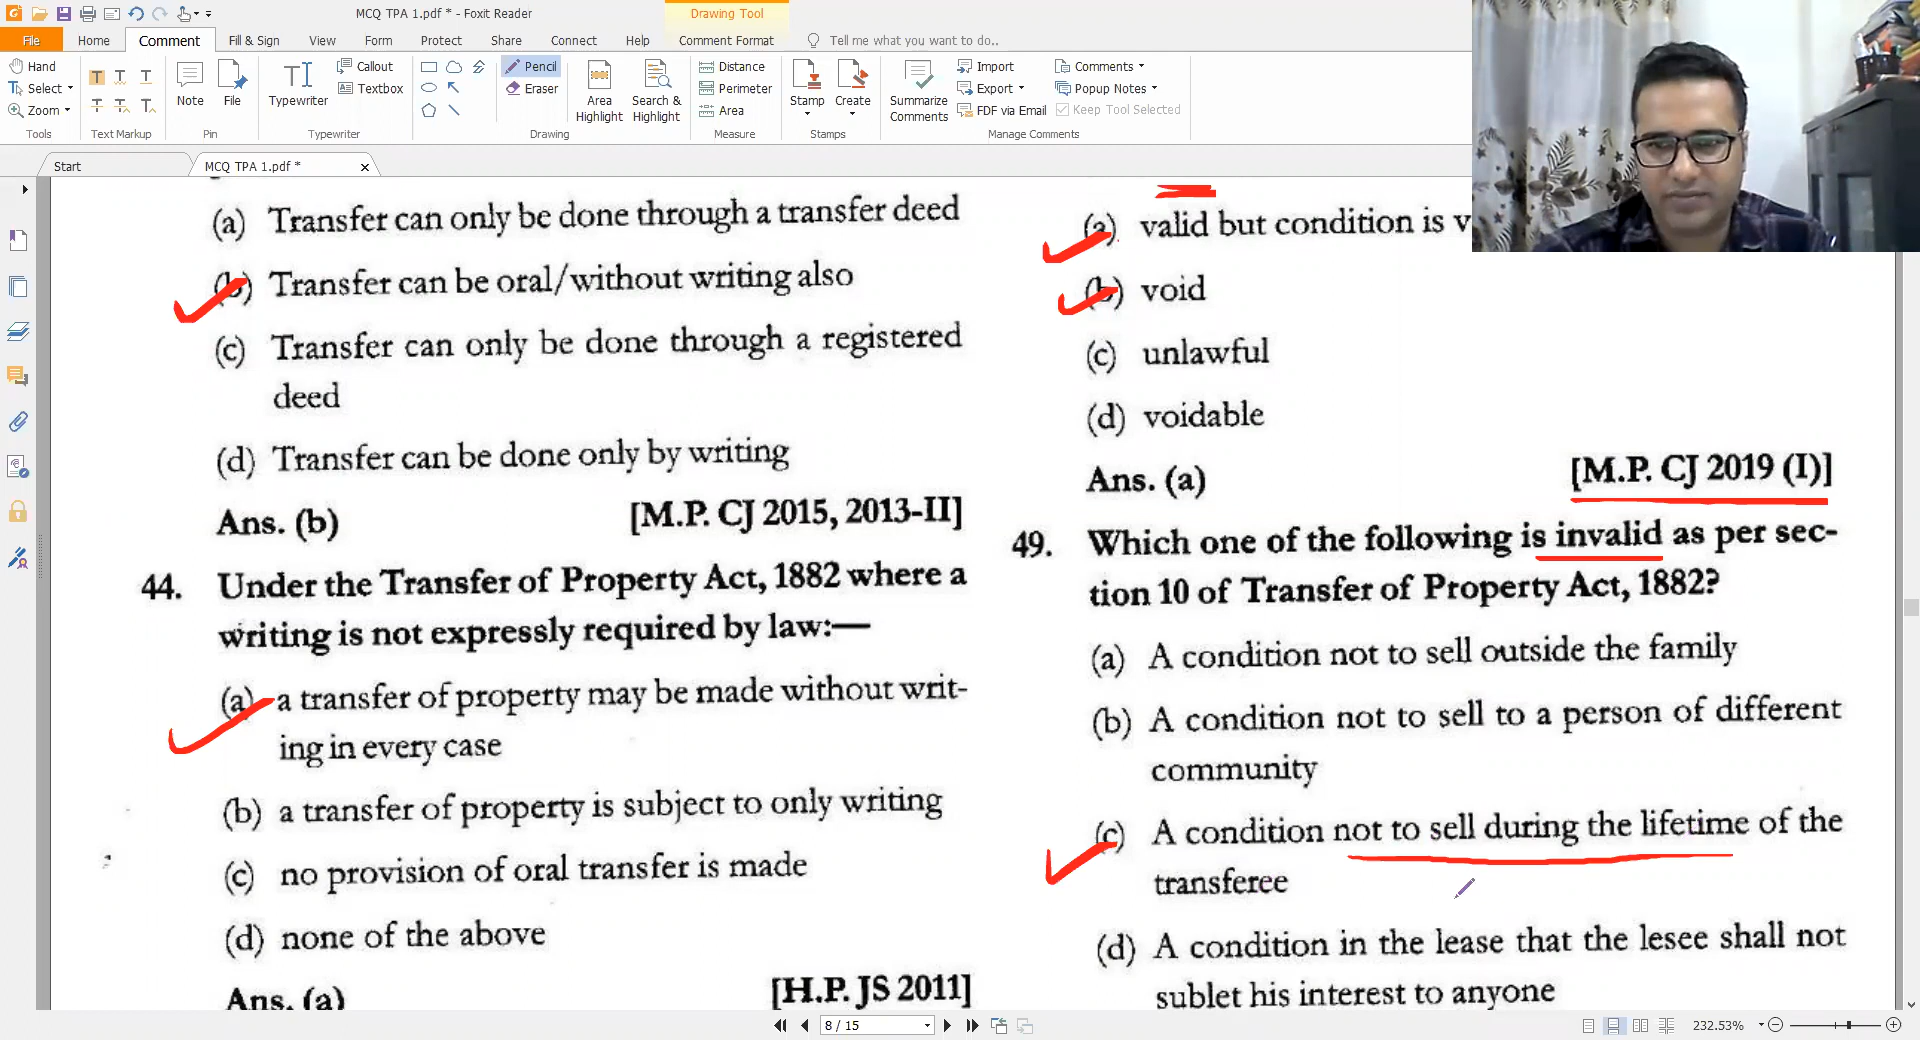 MCQ TPA 1.pdf * - Foxit Reader
Drawing Tool
File Home Comment Fill & Sign View Form Protect Share Connect Help Comment Format Tell me what you want to do..
Hand
Select
Zoom
Tools
Text Markup
Note
File
Pin
Typewriter
Callout
Textbox
Typewriter
Pencil
Eraser
Area Highlight
Search & Highlight
Drawing
Distance
Perimeter
Area
Measure
Stamp
Create
Stamps
Summarize Comments
Import
Export
FDF via Email
Comments
Popup Notes
Keep Tool Selected
Manage Comments
Start
MCQ TPA 1.pdf *
(a) Transfer can only be done through a transfer deed
(b) Transfer can be oral/without writing also
(c) Transfer can only be done through a registered
deed
(d) Transfer can be done only by writing
Ans. (b) [M.P. CJ 2015, 2013-II]
44. Under the Transfer of Property Act, 1882 where a
writing is not expressly required by law:—
(a) a transfer of property may be made without writ-
ing in every case
(b) a transfer of property is subject to only writing
(c) no provision of oral transfer is made
(d) none of the above
Ans. (a) [H.P. JS 2011]
(a) valid but condition is v
(b) void
(c) unlawful
(d) voidable
Ans. (a) [M.P. CJ 2019 (I)]
49. Which one of the following is invalid as per sec-
tion 10 of Transfer of Property Act, 1882?
(a) A condition not to sell outside the family
(b) A condition not to sell to a person of different
community
(c) A condition not to sell during the lifetime of the
transferee
(d) A condition in the lease that the lesee shall not
sublet his interest to anyone
8 / 15
232.53%